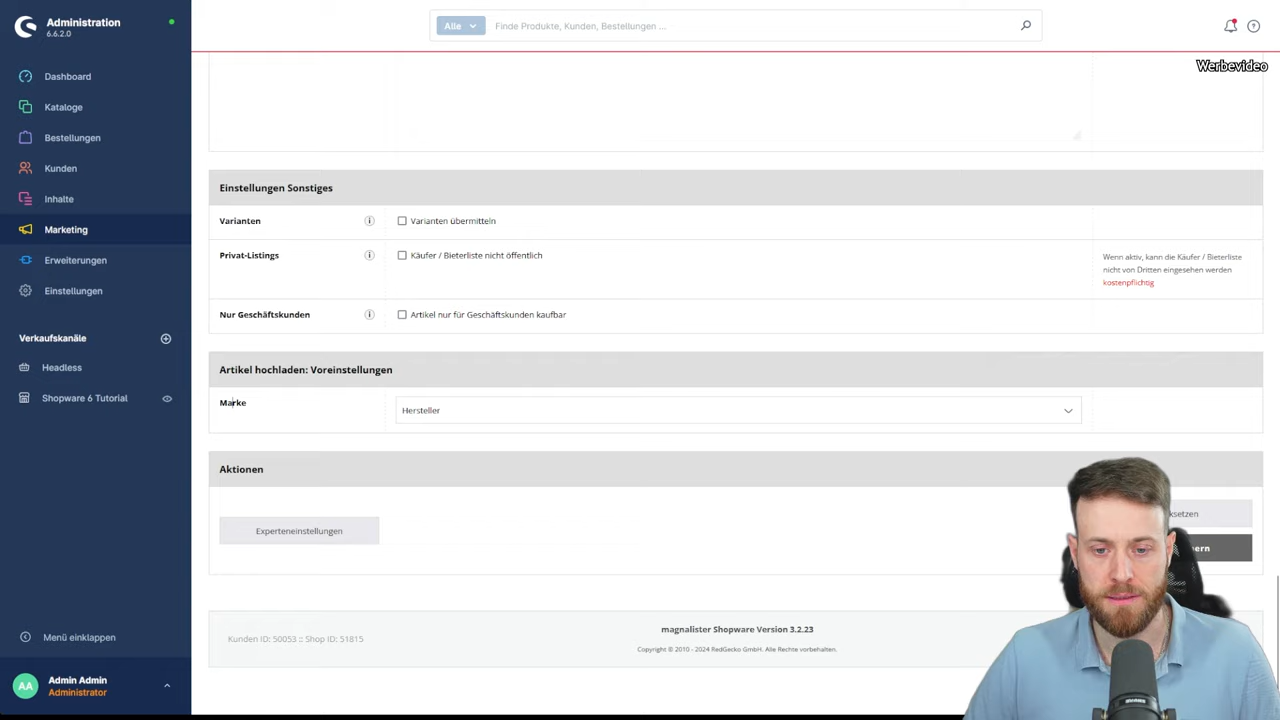 Administration
6.6.2.0
Alle
Finde Produkte, Kunden, Bestellungen ...
Werbevideo
Dashboard
Kataloge
Bestellungen
Kunden
Inhalte
Marketing
Erweiterungen
Einstellungen
Verkaufskanäle
Headless
Shopware 6 Tutorial
Menü einklappen
AA
Admin Admin
Administrator
Einstellungen Sonstiges
Varianten
Varianten übermitteln
Privat-Listings
Käufer / Bieterliste nicht öffentlich
Wenn aktiv, kann die Käufer / Bieterliste
nicht von Dritten eingesehen werden
kostenpflichtig
Nur Geschäftskunden
Artikel nur für Geschäftskunden kaufbar
Artikel hochladen: Voreinstellungen
Marke
Hersteller
Aktionen
Experteneinstellungen
Kunden ID: 50053 :: Shop ID: 51815
magnalister Shopware Version 3.2.23
Copyright © 2010 - 2024 RedGecko GmbH. Alle Rechte vorbehalten.